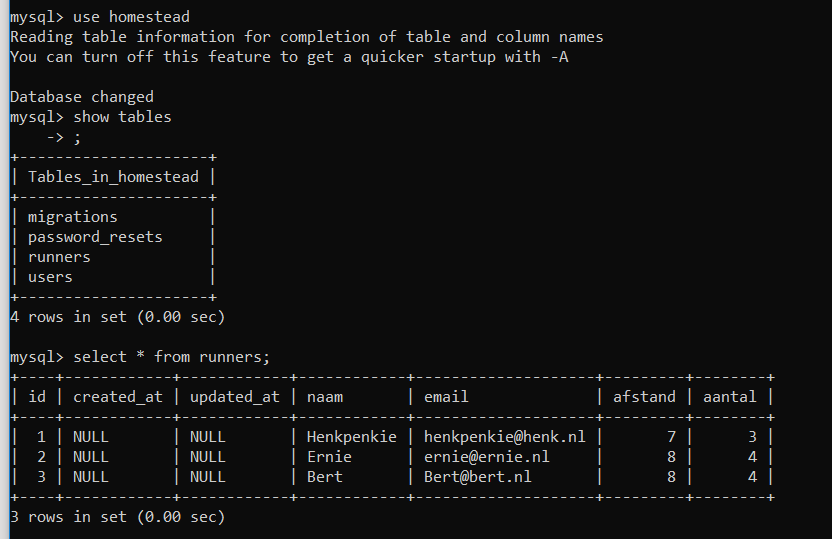 mysql> use homestead
Reading table information for completion of table and column names
You can turn off this feature to get a quicker startup with -A
Database changed
mysql> show tables
    -> ;
+---------------------+
| Tables_in_homestead |
+---------------------+
| migrations          |
| password_resets     |
| runners             |
| users               |
+---------------------+
4 rows in set (0.00 sec)
mysql> select * from runners;
+----+------------+------------+------------+-------------------+----------+--------+
| id | created_at | updated_at | naam       | email             | afstand | aantal |
+----+------------+------------+------------+-------------------+----------+--------+
|  1 | NULL       | NULL       | Henkpenkie | henkpenkie@henk.nl |       7 |      3 |
|  2 | NULL       | NULL       | Ernie      | ernie@ernie.nl     |       8 |      4 |
|  3 | NULL       | NULL       | Bert       | Bert@bert.nl       |       8 |      4 |
+----+------------+------------+------------+-------------------+----------+--------+
3 rows in set (0.00 sec)